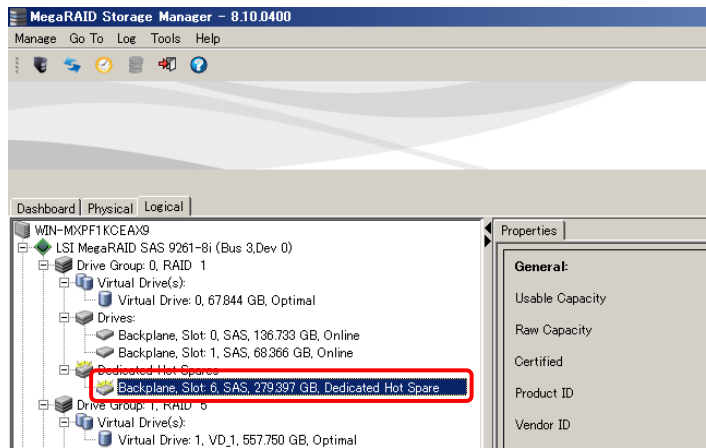 MegaRAID Storage Manager - 8.10.0400
Manage Go To Log Tools Help
Dashboard Physical Logical
WIN-MXPF1KCEAX9
LSI MegaRAID SAS 9261-8i (Bus 3,Dev 0)
Drive Group: 0, RAID 1
Virtual Drive(s):
Virtual Drive: 0, 67.844 GB, Optimal
Drives:
Backplane, Slot: 0, SAS, 136.733 GB, Online
Backplane, Slot: 1, SAS, 68.366 GB, Online
Dedicated Hot Spares
Backplane, Slot: 6, SAS, 279.397 GB, Dedicated Hot Spare
Drive Group: 1, RAID 5
Virtual Drive(s):
Virtual Drive: 1, VD_1, 557.750 GB, Optimal
Properties
General:
Usable Capacity
Raw Capacity
Certified
Product ID
Vendor ID